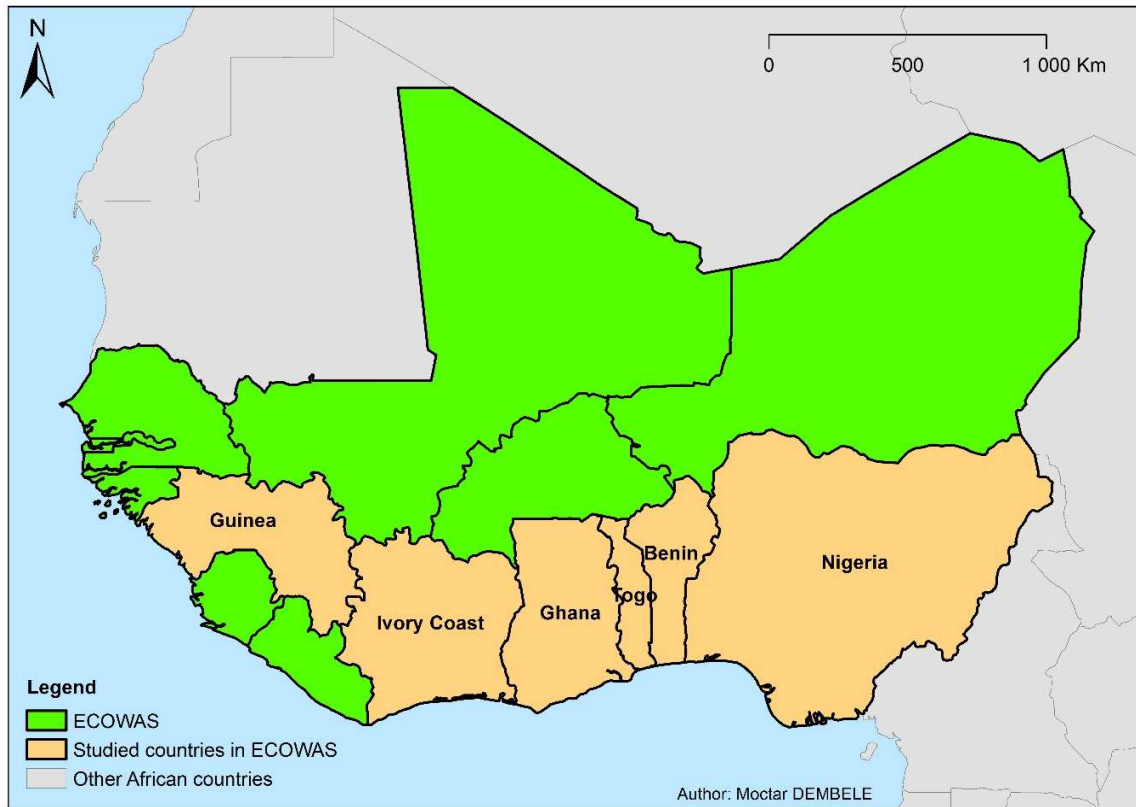 N
0 500 1 000 Km
Guinea
Benin
Nigeria
Togo
Ivory Coast
Ghana
Legend
ECOWAS
Studied countries in ECOWAS
Other African countries
Author: Moctar DEMBELE